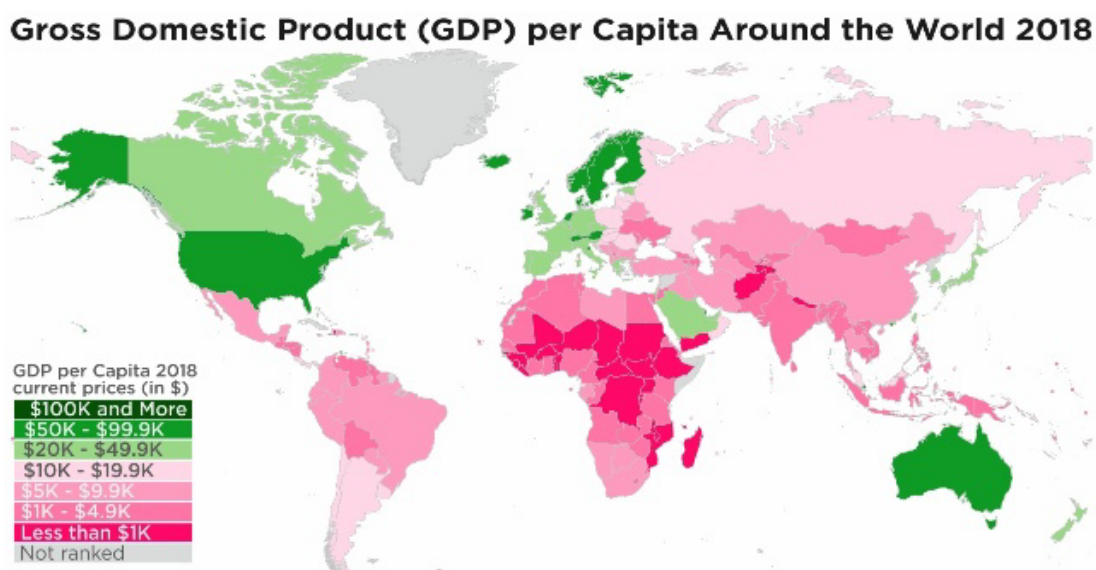 Gross Domestic Product (GDP) per Capita Around the World 2018
GDP per Capita 2018
current prices (in $)
$100K and More
$50K - $99.9K
$20K - $49.9K
$10K - $19.9K
$5K - $9.9K
$1K - $4.9K
Less than $1K
Not ranked